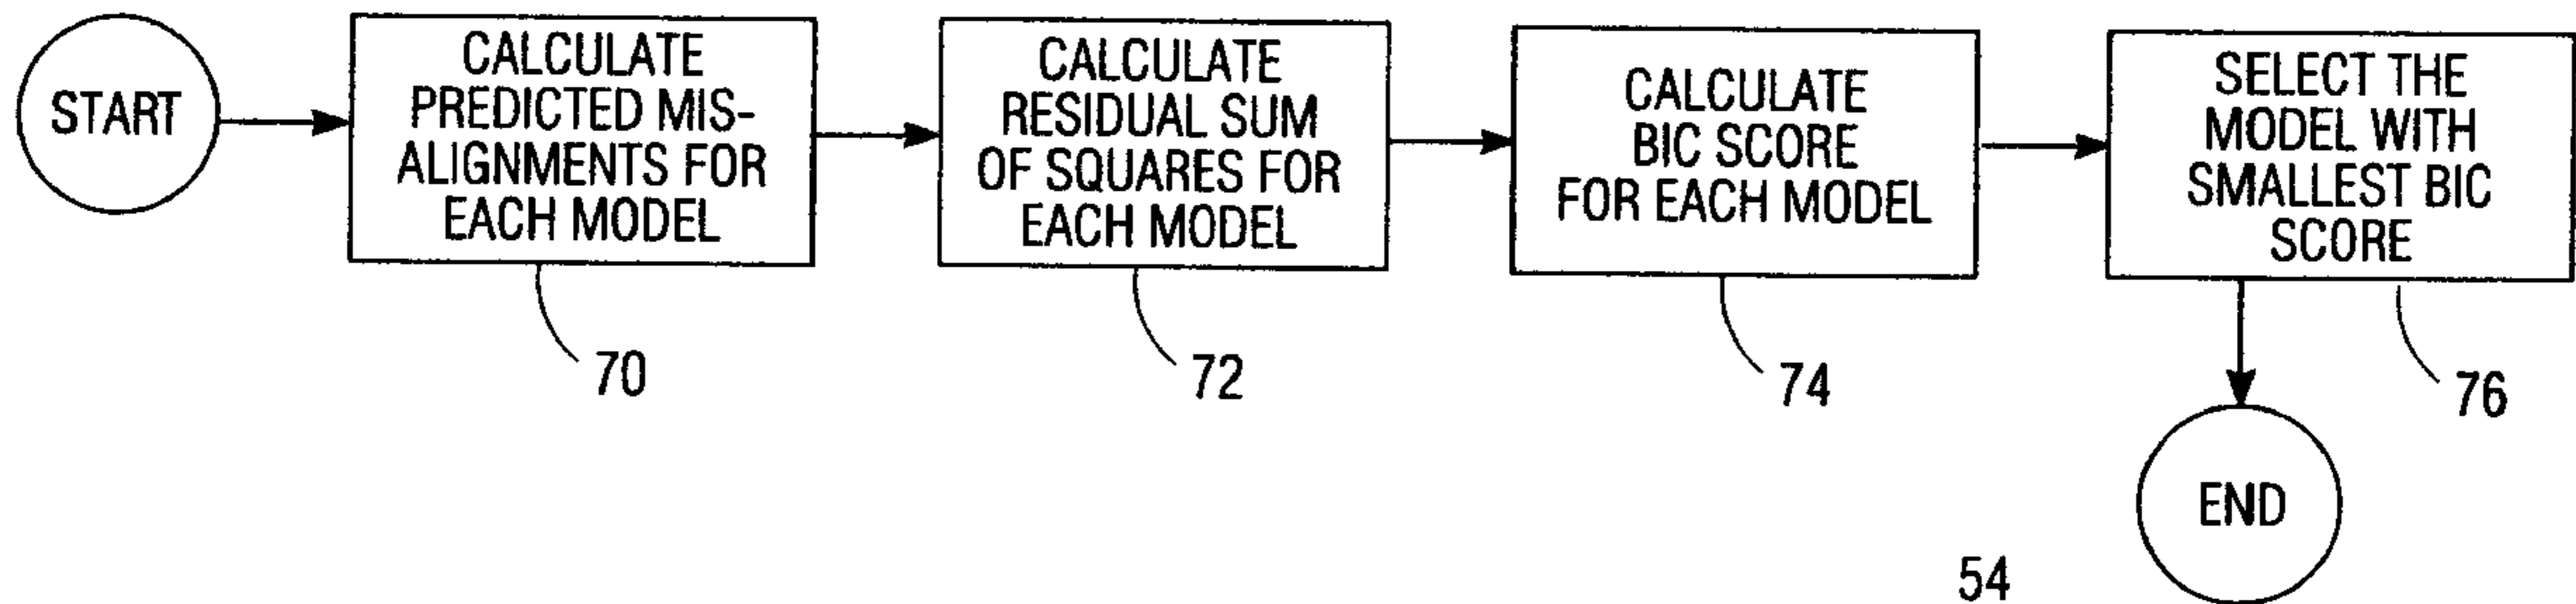 START
CALCULATE
PREDICTED MIS-
ALIGNMENTS FOR
EACH MODEL
70
CALCULATE
RESIDUAL SUM
OF SQUARES FOR
EACH MODEL
72
CALCULATE
BIC SCORE
FOR EACH MODEL
74
SELECT THE
MODEL WITH
SMALLEST BIC
SCORE
76
END
54